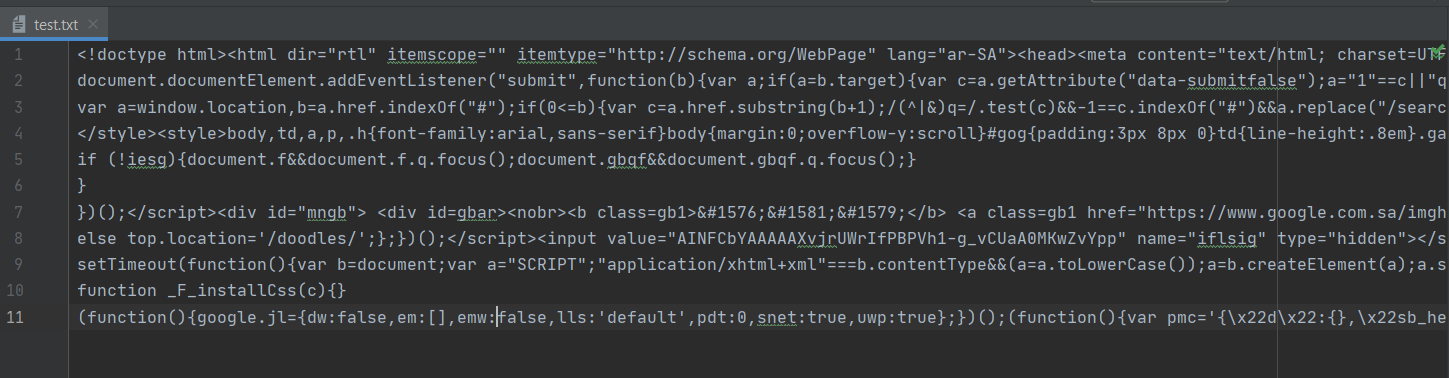 test.txt
1 <!doctype html><html dir="rtl" itemscope="" itemtype="http://schema.org/WebPage" lang="ar-SA"><head><meta content="text/html; charset=UTF
2 document.documentElement.addEventListener("submit",function(b){var a;if(a=b.target){var c=a.getAttribute("data-submitfalse");a="1"==c||"q
3 var a=window.location,b=a.href.indexOf("#");if(0<=b){var c=a.href.substring(b+1);/(^|&)q=/.test(c)&&-1==c.indexOf("#")&&a.replace("/searc
4 </style><style>body,td,a,p,.h{font-family:arial,sans-serif}body{margin:0;overflow-y:scroll}#gog{padding:3px 8px 0}td{line-height:.8em}.ga
5 if (!iesg){document.f&&document.f.q.focus();document.gbqf&&document.gbqf.q.focus();}
6 }
7 })();</script><div id="mngb"> <div id=gbar><nobr><b class=gb1>&#1576;&#1581;&#1579;</b> <a class=gb1 href="https://www.google.com.sa/imgh
8 else top.location='/doodles/';};})();</script><input value="AINFCbYAAAAAXvjrUWrIfPBPVh1-g_vCUaA0MKwZvYpp" name="iflsig" type="hidden"></s
9 setTimeout(function(){var b=document;var a="SCRIPT";"application/xhtml+xml"===b.contentType&&(a=a.toLowerCase());a=b.createElement(a);a.s
10 function _F_installCss(c){}
11 (function(){google.jl={dw:false,em:[],emw:false,lls:'default',pdt:0,snet:true,uwp:true};})();(function(){var pmc='{\x22d\x22:{},\x22sb_he